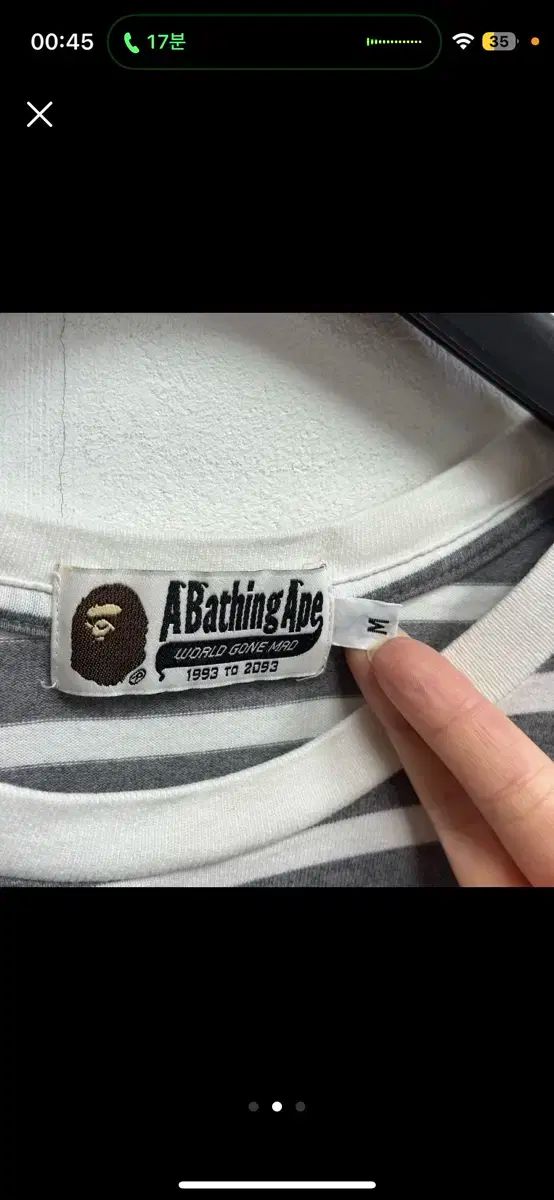 00:45
17분
35
A Bathing Ape
WORLD GONE MAD
1993 TO 2093
M